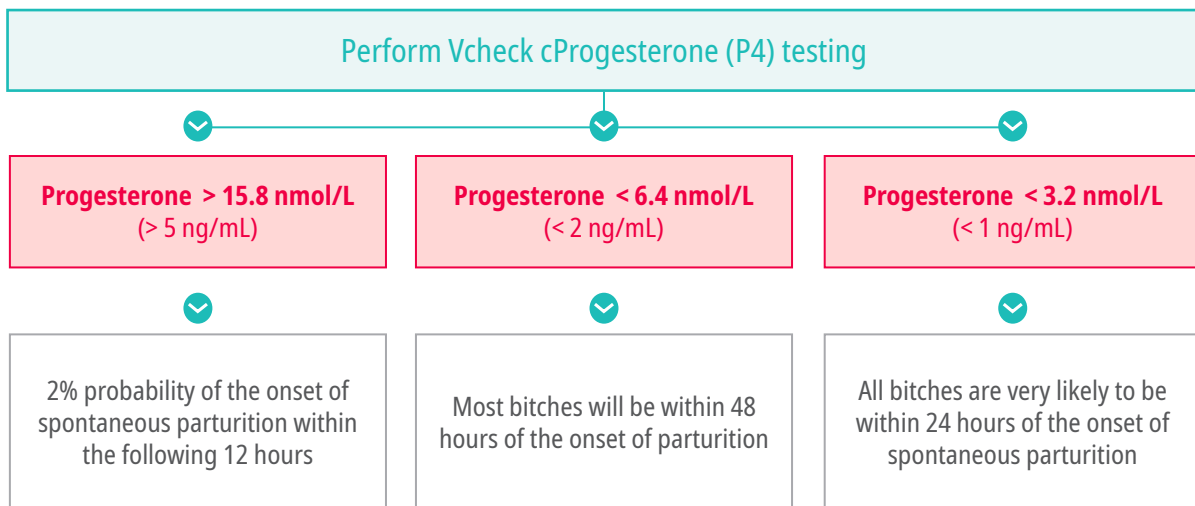 Perform Vcheck cProgesterone (P4) testing
Progesterone > 15.8 nmol/L
(> 5 ng/mL)
Progesterone < 6.4 nmol/L
(< 2 ng/mL)
Progesterone < 3.2 nmol/L
(< 1 ng/mL)
2% probability of the onset of
spontaneous parturition within
the following 12 hours
Most bitches will be within 48
hours of the onset of parturition
All bitches are very likely to be
within 24 hours of the onset of
spontaneous parturition